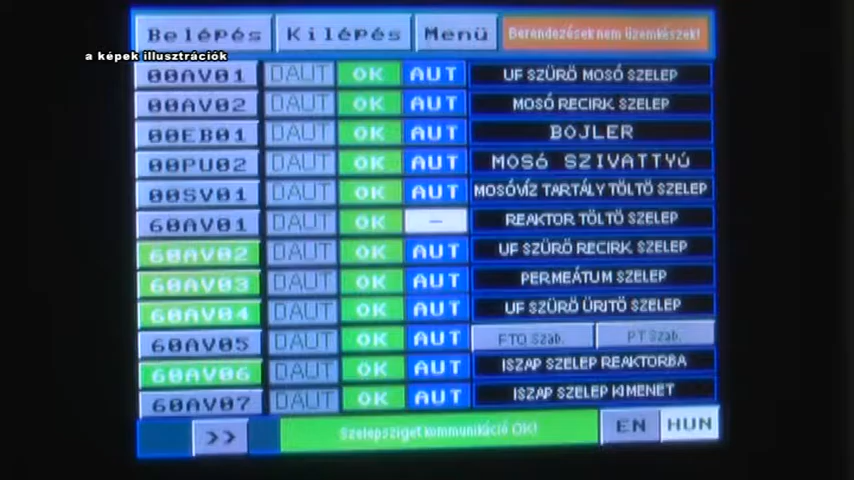 Belépés Kilépés Menü Berendezések nem üzemkészek!
a képek illusztrációk
00AV01 DAUT OK AUT UF SZŰRŐ MOSÓ SZELEP
00AV02 DAUT OK AUT MOSÓ RECIRK SZELEP
00EB01 DAUT OK AUT BOJLER
00PU02 DAUT OK AUT MOSó SZIVATTYú
00SV01 DAUT OK AUT MOSÓVÍZ TARTÁLY TÖLTŐ SZELEP
60AV01 DAUT OK – REAKTOR TÖLTŐ SZELEP
60AV02 DAUT OK AUT UF SZŰRŐ RECIRK SZELEP
60AV03 DAUT OK AUT PERMEÁTUM SZELEP
60AV04 DAUT OK AUT UF SZŰRŐ ÜRITŐ SZELEP
60AV05 DAUT OK AUT FTO Szab. PT Szab.
60AV06 DAUT OK AUT ISZAP SZELEP REAKTORBA
60AV07 DAUT OK AUT ISZAP SZELEP KIMENET
>> Szelepsziget kommunikáció OK! EN HUN